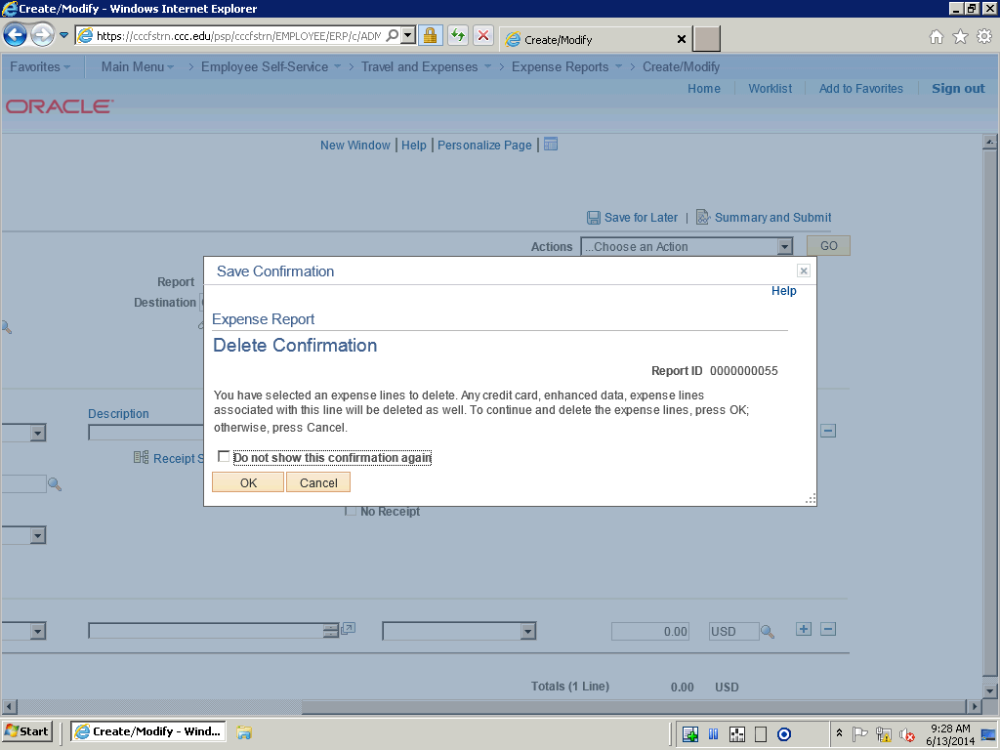 Create/Modify - Windows Internet Explorer
https://cccfstrn.ccc.edu/psp/cccfstrn/EMPLOYEE/ERP/c/ADM
Create/Modify
Favorites
Main Menu
Employee Self-Service
Travel and Expenses
Expense Reports
Create/Modify
Home
Worklist
Add to Favorites
Sign out
ORACLE
New Window | Help | Personalize Page |
Save for Later | Summary and Submit
Actions ...Choose an Action GO
Save Confirmation
Help
Report
Destination
Expense Report
Delete Confirmation
Report ID 0000000055
You have selected an expense lines to delete. Any credit card, enhanced data, expense lines
associated with this line will be deleted as well. To continue and delete the expense lines, press OK;
otherwise, press Cancel.
Do not show this confirmation again
OK Cancel
Description
Receipt S
No Receipt
0.00 USD
Totals (1 Line) 0.00 USD
Start
Create/Modify - Wind...
9:28 AM
6/13/2014